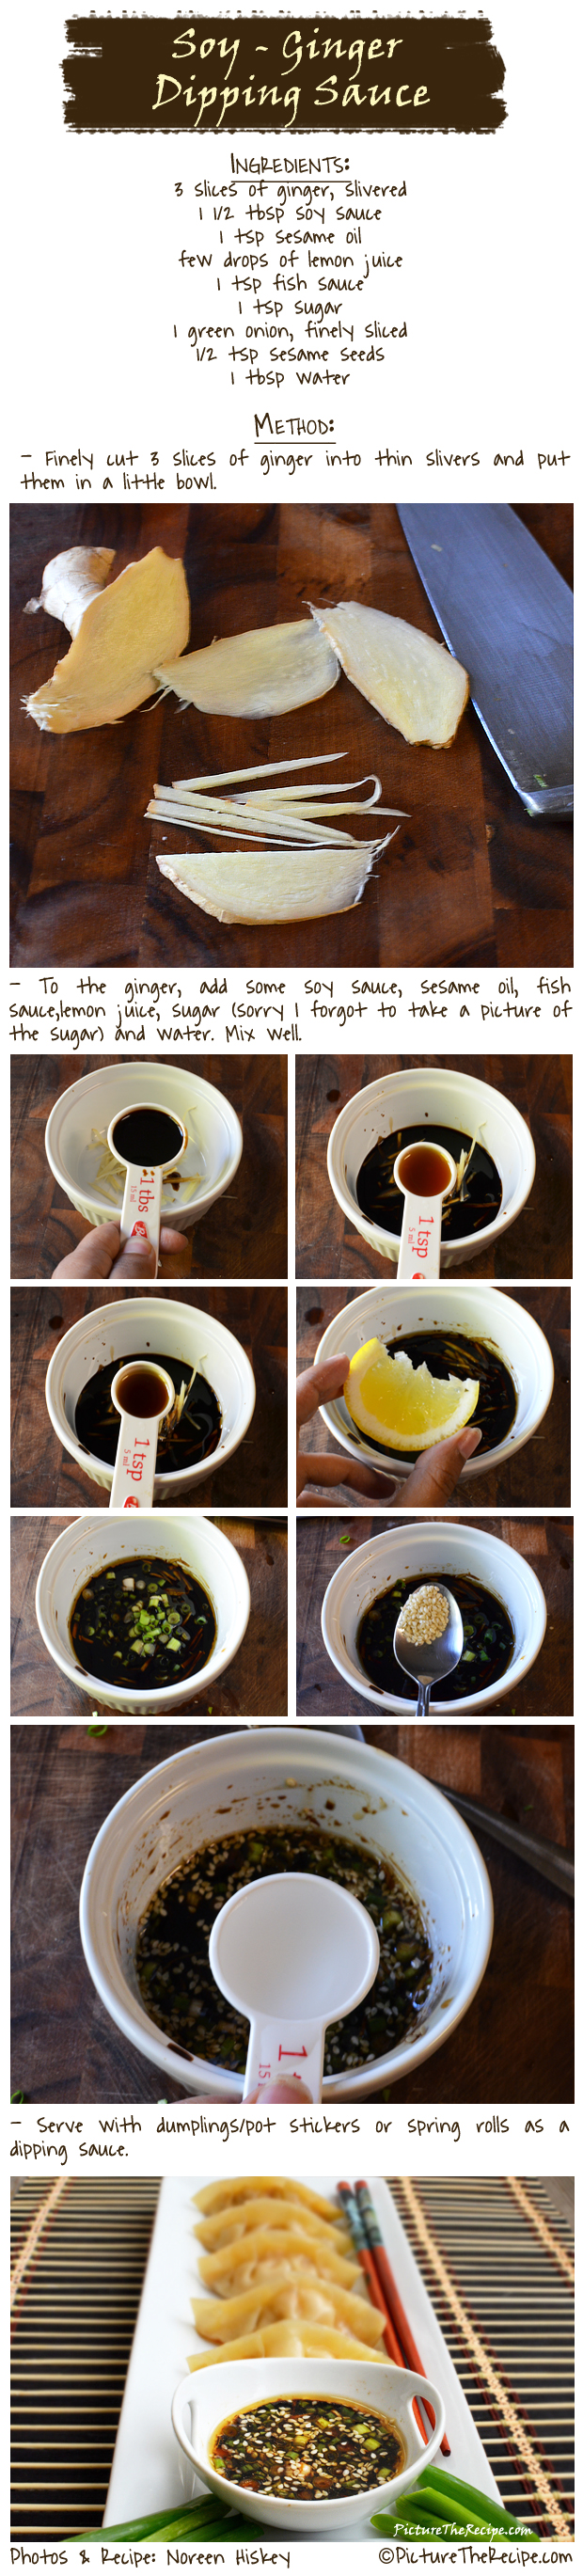 Soy - Ginger
Dipping Sauce
INGREDIENTS:
3 slices of ginger, slivered
1 1/2 tbsp soy sauce
1 tsp sesame oil
few drops of lemon juice
1 tsp fish sauce
1 tsp sugar
1 green onion, finely sliced
1/2 tsp sesame seeds
1 tbsp water
METHOD:
- Finely cut 3 slices of ginger into thin slivers and put
them in a little bowl.
- To the ginger, add some soy sauce, sesame oil, fish
sauce,lemon juice, sugar (sorry I forgot to take a picture of
the sugar) and water. Mix well.
1 tbs
15 ml
1 tsp
5 ml
1 tsp
5 ml
1
15
- Serve with dumplings/pot stickers or spring rolls as a
dipping sauce.
PictureTheRecipe.com
Photos & Recipe: Noreen Hiskey
©PictureTheRecipe.com